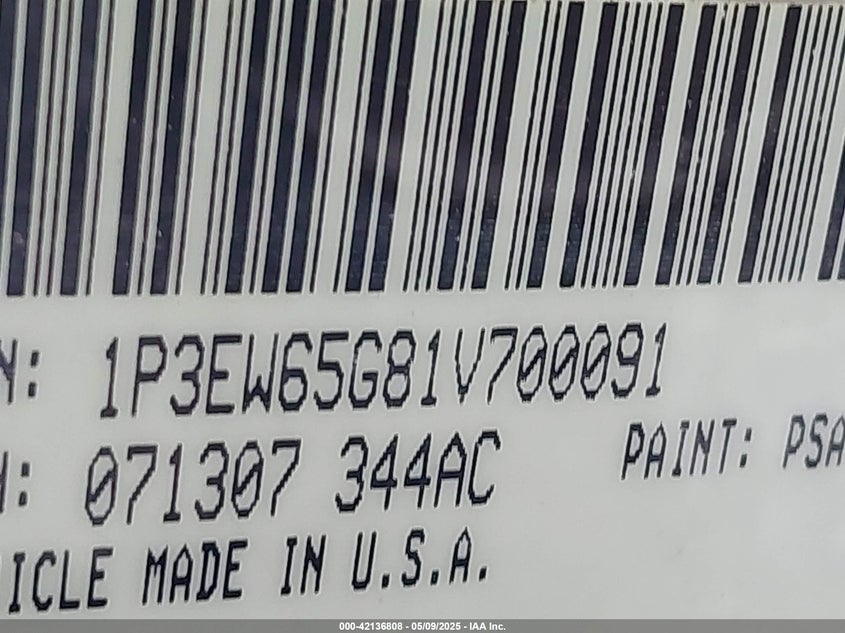 N: 1P3EW65G81V700091
N: 071307 344AC PAINT: PSA
ICLE MADE IN U.S.A.
000-42136808 - 05/09/2025 - IAA Inc.